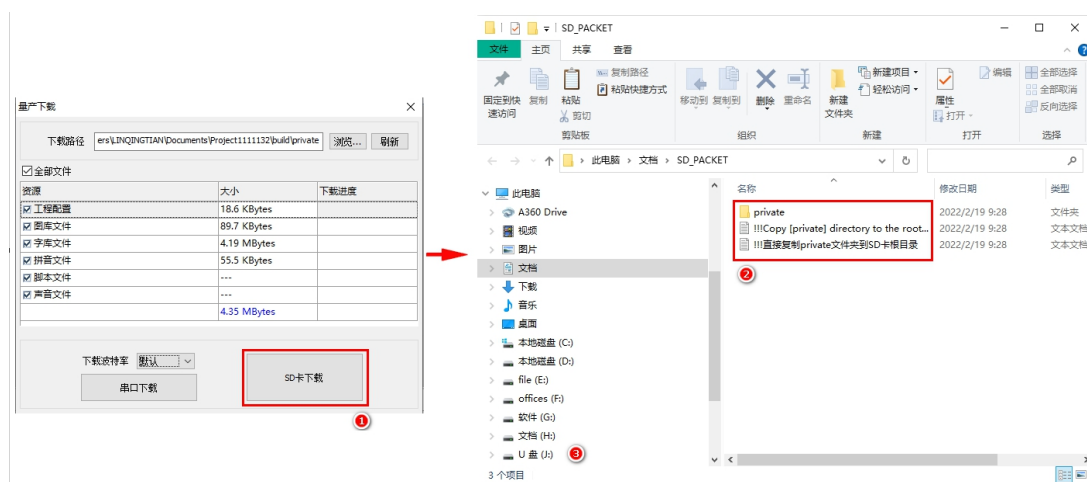 量产下载
下载路径 ers\LINQINGTIAN\Documents\Project1111132\build\private 浏览... 刷新
全部文件
资源 大小 下载进度
工程配置 18.6 KBytes
图库文件 89.7 KBytes
字库文件 4.19 MBytes
拼音文件 55.5 KBytes
脚本文件 ---
声音文件 ---
4.35 MBytes
下载波特率 默认
串口下载
SD卡下载
1
SD_PACKET
文件 主页 共享 查看
固定到快速访问
复制
粘贴
复制路径
粘贴快捷方式
剪切
剪贴板
移动到 复制到 删除 重命名
组织
新建文件夹
新建项目
轻松访问
新建
属性
打开
编辑
打开
全部选择
全部取消
反向选择
选择
此电脑 › 文档 › SD_PACKET
此电脑
A360 Drive
视频
图片
文档
下载
音乐
桌面
本地磁盘 (C:)
本地磁盘 (D:)
file (E:)
offices (F:)
软件 (G:)
文档 (H:)
U 盘 (J:)
3
名称 修改日期 类型
private 2022/2/19 9:28 文件夹
!!!Copy [private] directory to the root... 2022/2/19 9:28 文本文档
!!!直接复制private文件夹到SD卡根目录 2022/2/19 9:28 文本文档
2
3 个项目